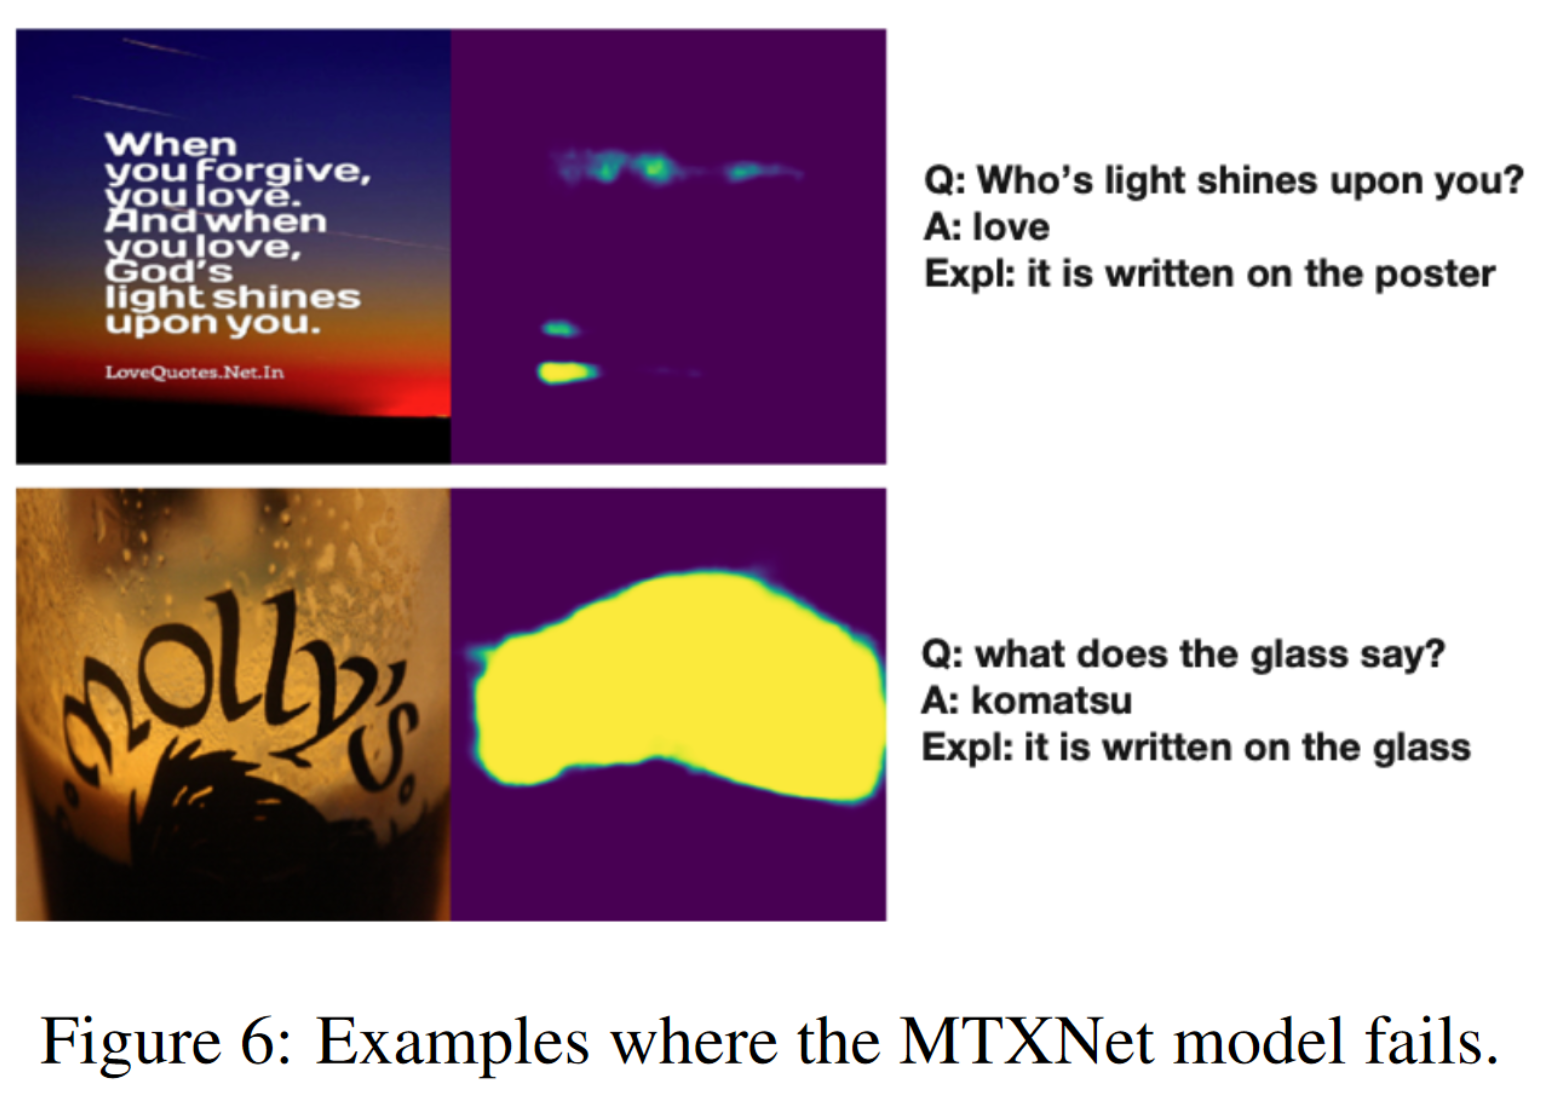 When
you forgive,
you love.
And when
you love,
God's
light shines
upon you.
LoveQuotes.Net.In
Q: Who's light shines upon you?
A: love
Expl: it is written on the poster
Molly's
Q: what does the glass say?
A: komatsu
Expl: it is written on the glass
Figure 6: Examples where the MTXNet model fails.